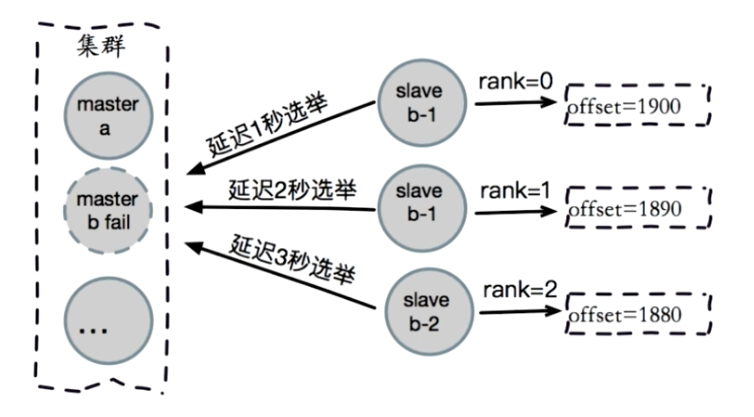 集群
master
a
master
b fail
...
延迟1秒选举
延迟2秒选举
延迟3秒选举
slave
b-1
rank=0
offset=1900
slave
b-1
rank=1
offset=1890
slave
b-2
rank=2
offset=1880